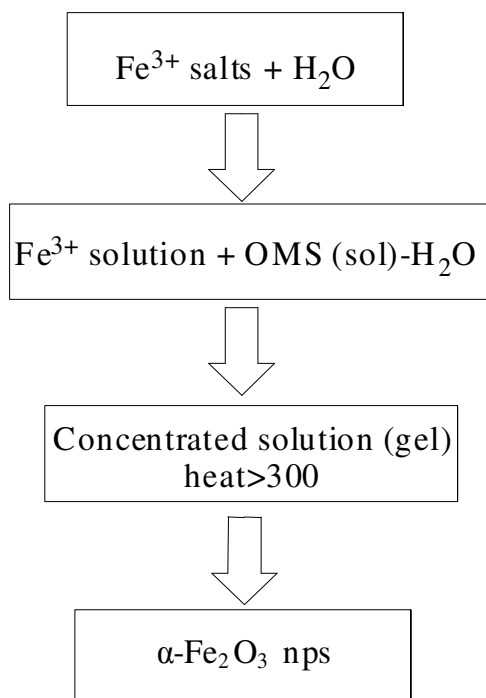 Fe³⁺ salts + H₂O
Fe³⁺ solution + OMS (sol)-H₂O
Concentrated solution (gel)
heat>300
α-Fe₂O₃ nps